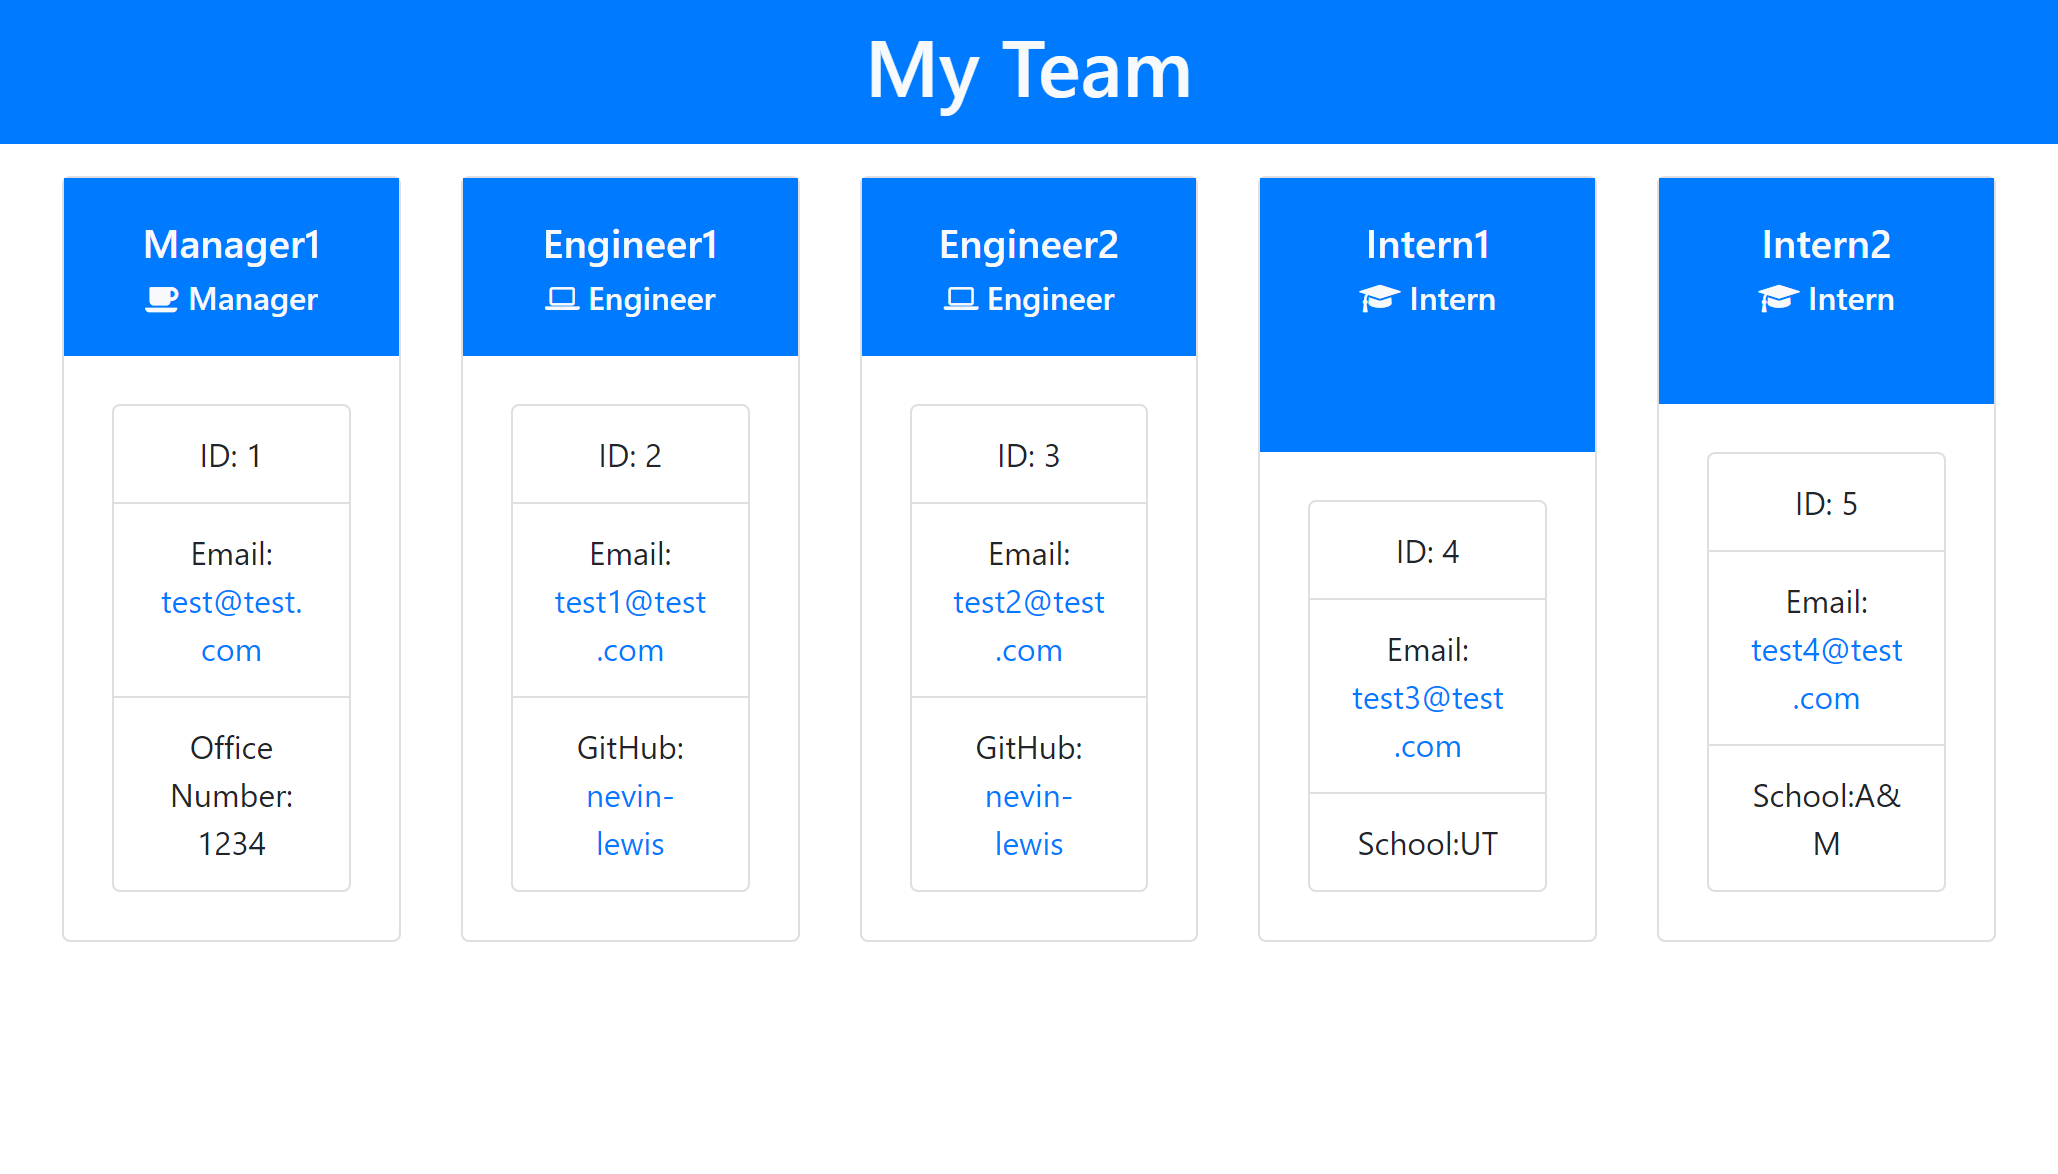 My Team
Manager1
Manager
ID: 1
Email:
test@test.
com
Office
Number:
1234
Engineer1
Engineer
ID: 2
Email:
test1@test
.com
GitHub:
nevin-
lewis
Engineer2
Engineer
ID: 3
Email:
test2@test
.com
GitHub:
nevin-
lewis
Intern1
Intern
ID: 4
Email:
test3@test
.com
School:UT
Intern2
Intern
ID: 5
Email:
test4@test
.com
School:A&
M